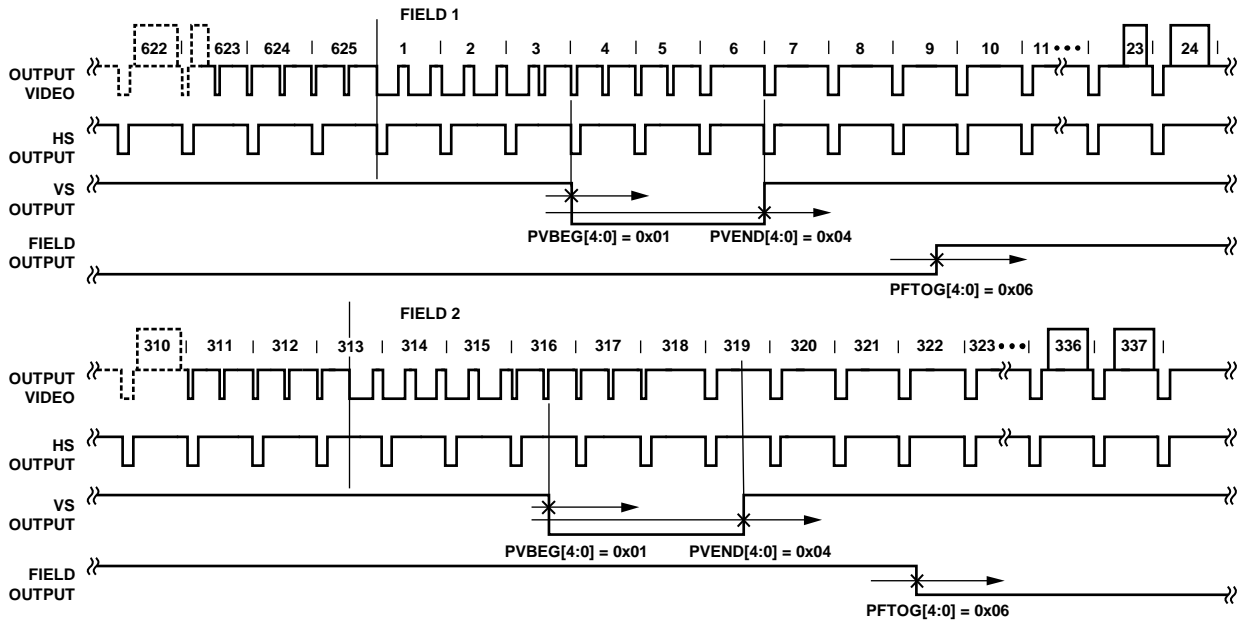 FIELD 1
622 623 624 625 1 2 3 4 5 6 7 8 9 10 11 ••• 23 24
OUTPUT
VIDEO
HS
OUTPUT
VS
OUTPUT
PVBEG[4:0] = 0x01 PVEND[4:0] = 0x04
FIELD
OUTPUT
PFTOG[4:0] = 0x06
FIELD 2
310 311 312 313 314 315 316 317 318 319 320 321 322 323 ••• 336 337
OUTPUT
VIDEO
HS
OUTPUT
VS
OUTPUT
PVBEG[4:0] = 0x01 PVEND[4:0] = 0x04
FIELD
OUTPUT
PFTOG[4:0] = 0x06